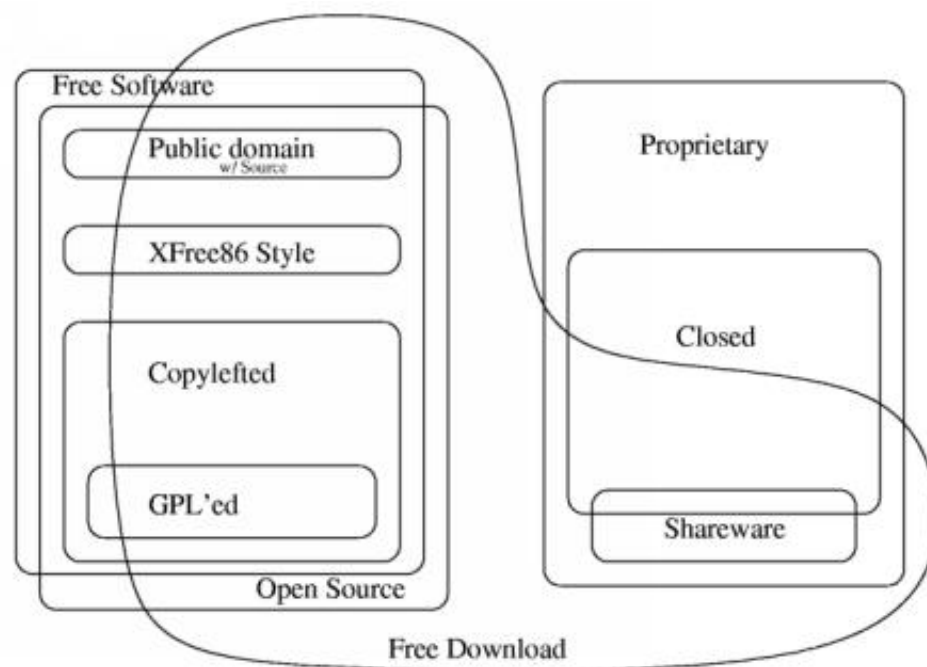 Free Software
Public domain
w/ Source
XFree86 Style
Copylefted
GPL'ed
Open Source
Proprietary
Closed
Shareware
Free Download